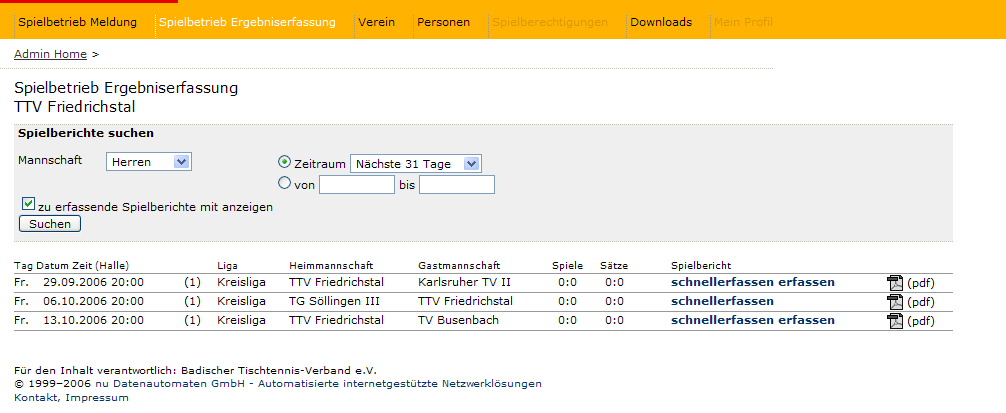 Spielbetrieb Meldung Spielbetrieb Ergebniserfassung Verein Personen Spielberechtigungen Downloads Mein Profil
Admin Home >
Spielbetrieb Ergebniserfassung
TTV Friedrichstal
Spielberichte suchen
Mannschaft Herren Zeitraum Nächste 31 Tage
von bis
zu erfassende Spielberichte mit anzeigen
Suchen
Tag Datum Zeit (Halle) Liga Heimmannschaft Gastmannschaft Spiele Sätze Spielbericht
Fr. 29.09.2006 20:00 (1) Kreisliga TTV Friedrichstal Karlsruher TV II 0:0 0:0 schnellerfassen erfassen (pdf)
Fr. 06.10.2006 20:00 (1) Kreisliga TG Söllingen III TTV Friedrichstal 0:0 0:0 schnellerfassen (pdf)
Fr. 13.10.2006 20:00 (1) Kreisliga TTV Friedrichstal TV Busenbach 0:0 0:0 schnellerfassen erfassen (pdf)
Für den Inhalt verantwortlich: Badischer Tischtennis-Verband e.V.
© 1999–2006 nu Datenautomaten GmbH - Automatisierte internetgestützte Netzwerklösungen
Kontakt, Impressum